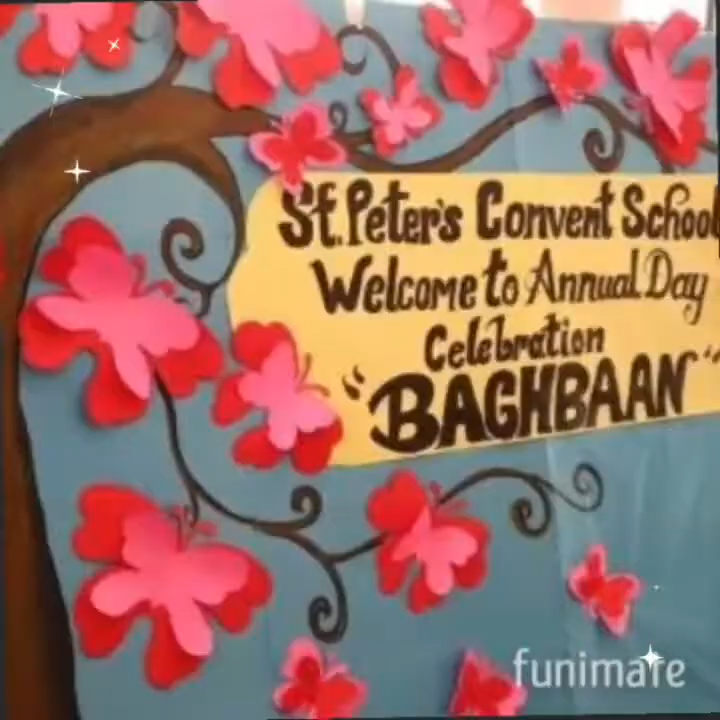 St. Peter's Convent School
Welcome to Annual Day
Celebration
"BAGHBAAN"
funimate